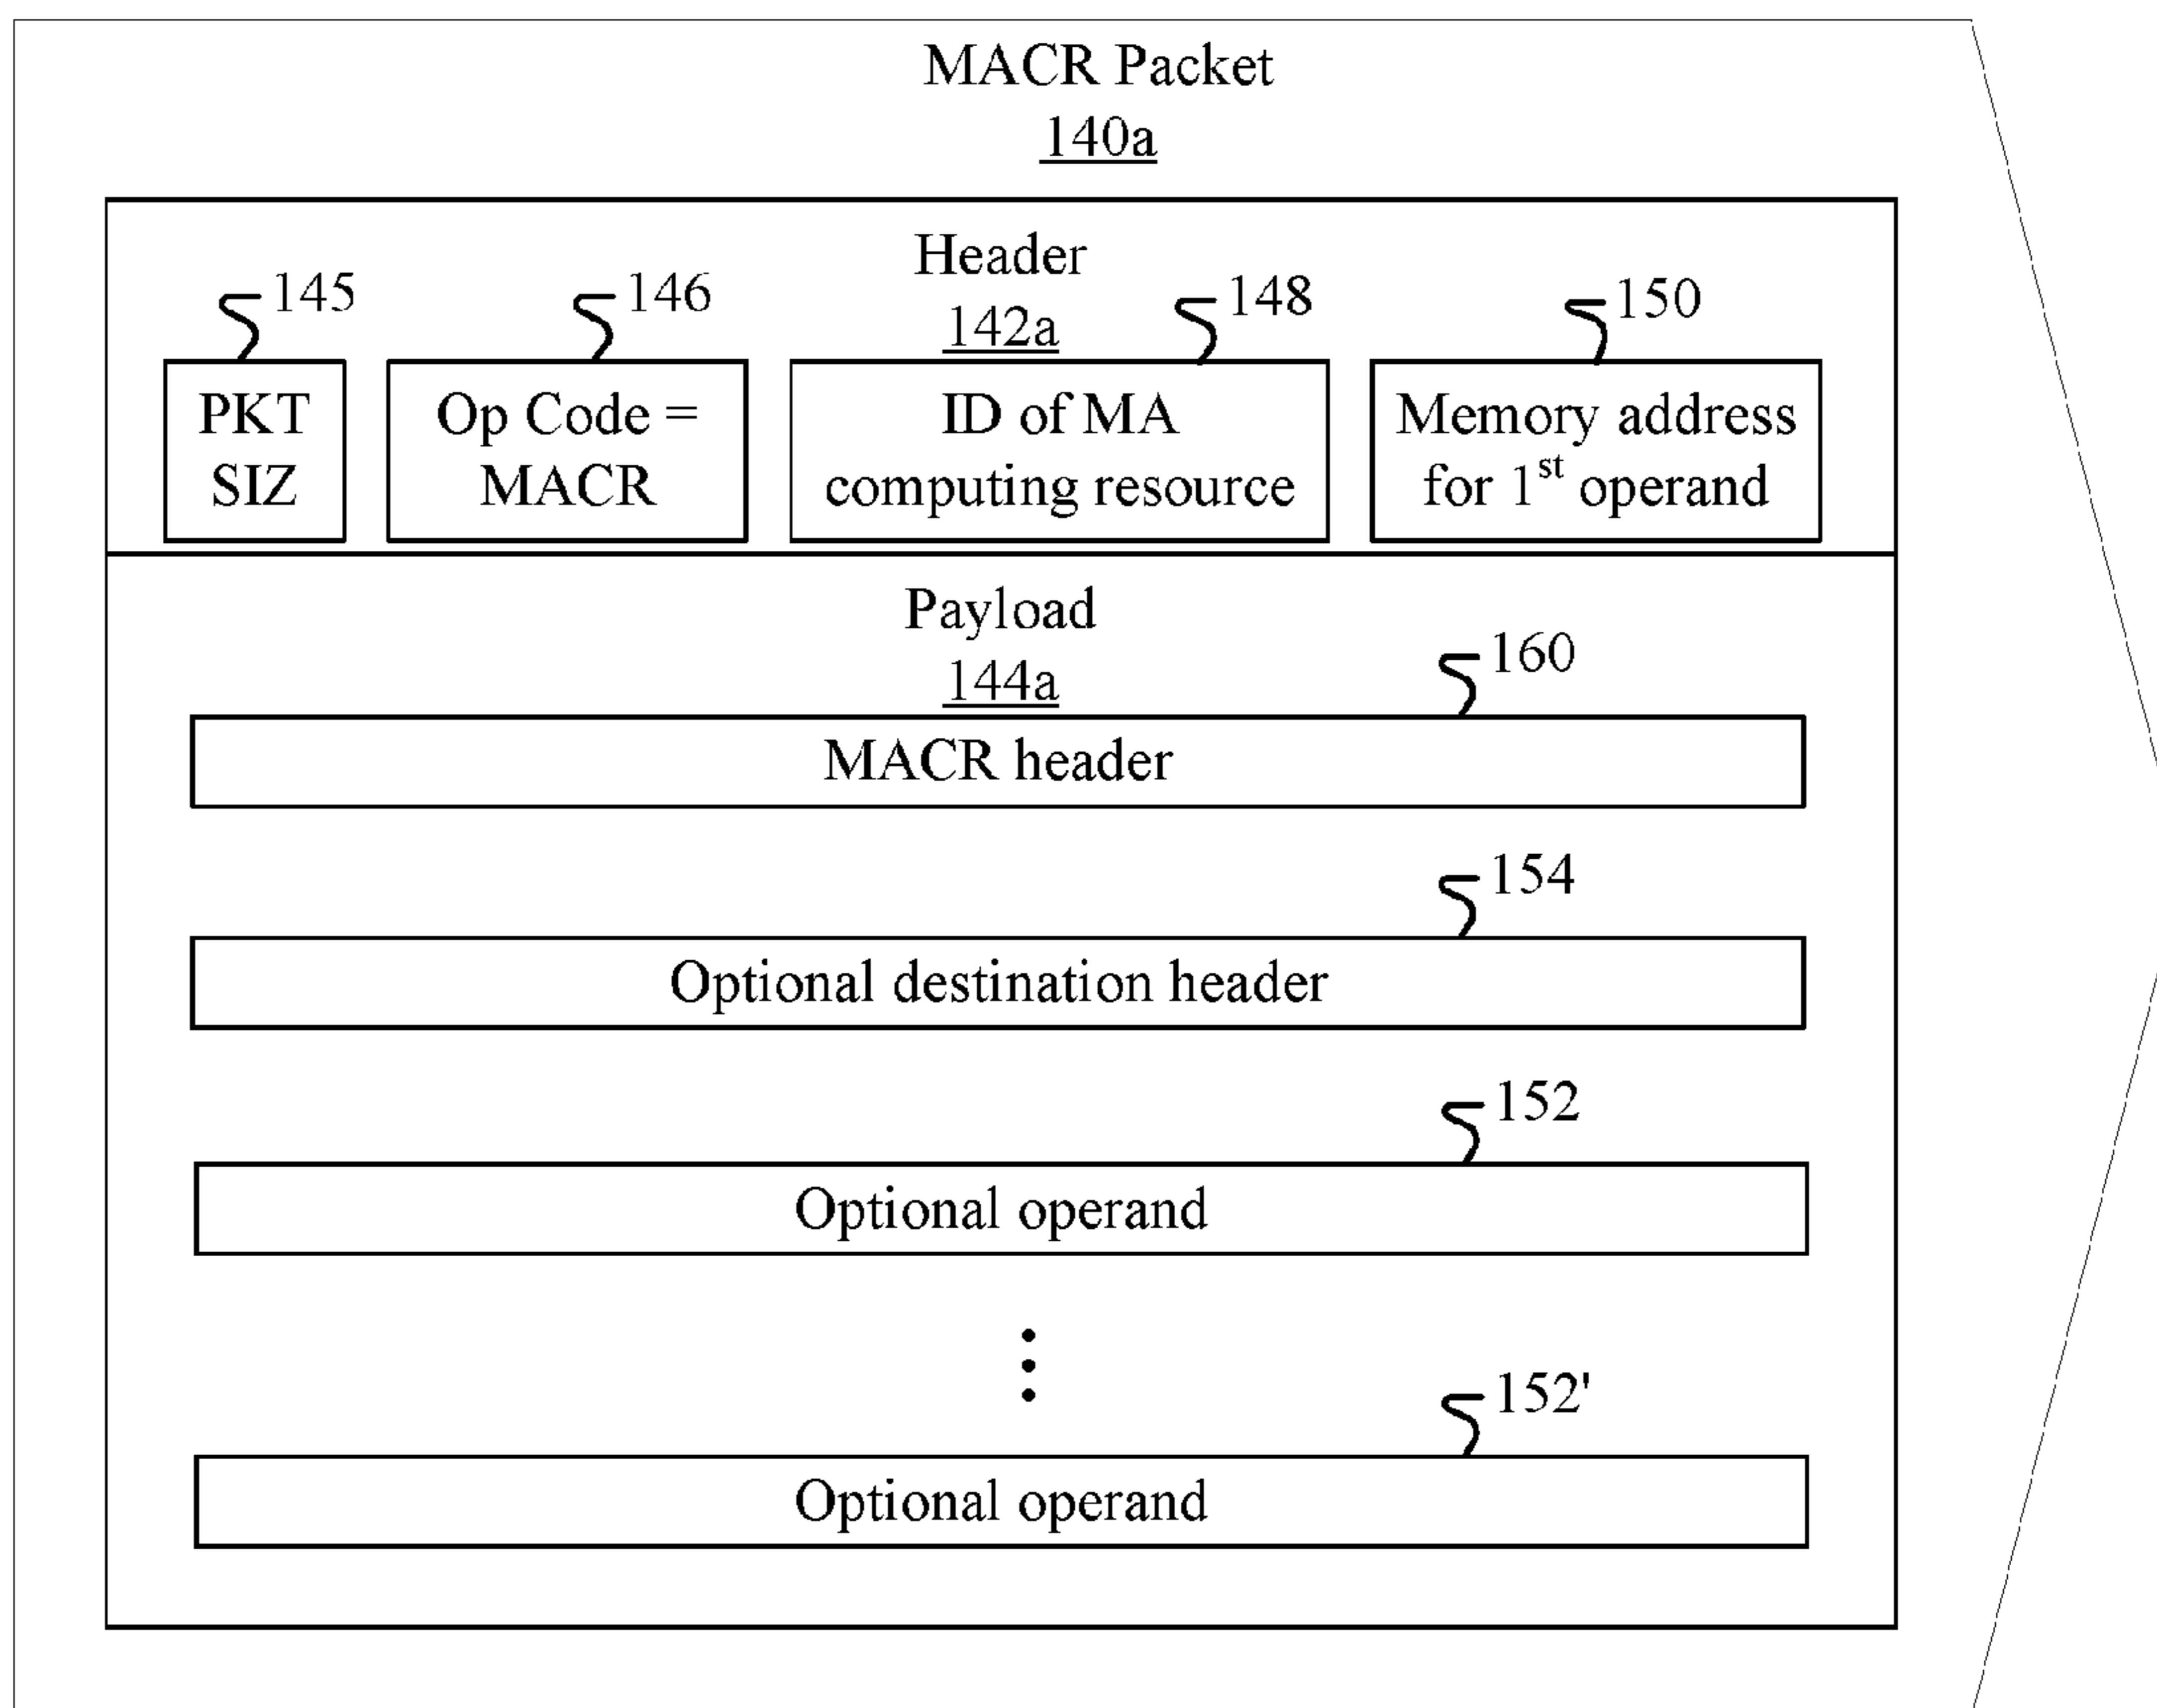 MACR Packet
140a
Header
142a
145
146
148
150
PKT
SIZ
Op Code =
MACR
ID of MA
computing resource
Memory address
for 1st operand
Payload
144a
160
MACR header
154
Optional destination header
152
Optional operand
152'
Optional operand